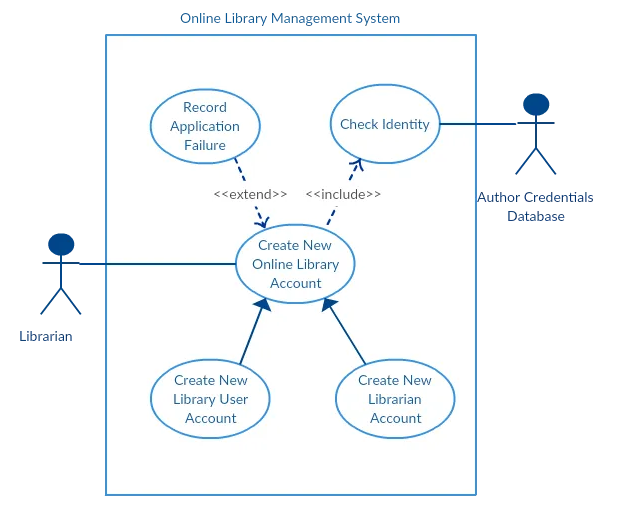 Online Library Management System
Record
Application
Failure
Check Identity
<<extend>>
<<include>>
Author Credentials
Database
Create New
Online Library
Account
Librarian
Create New
Library User
Account
Create New
Librarian
Account